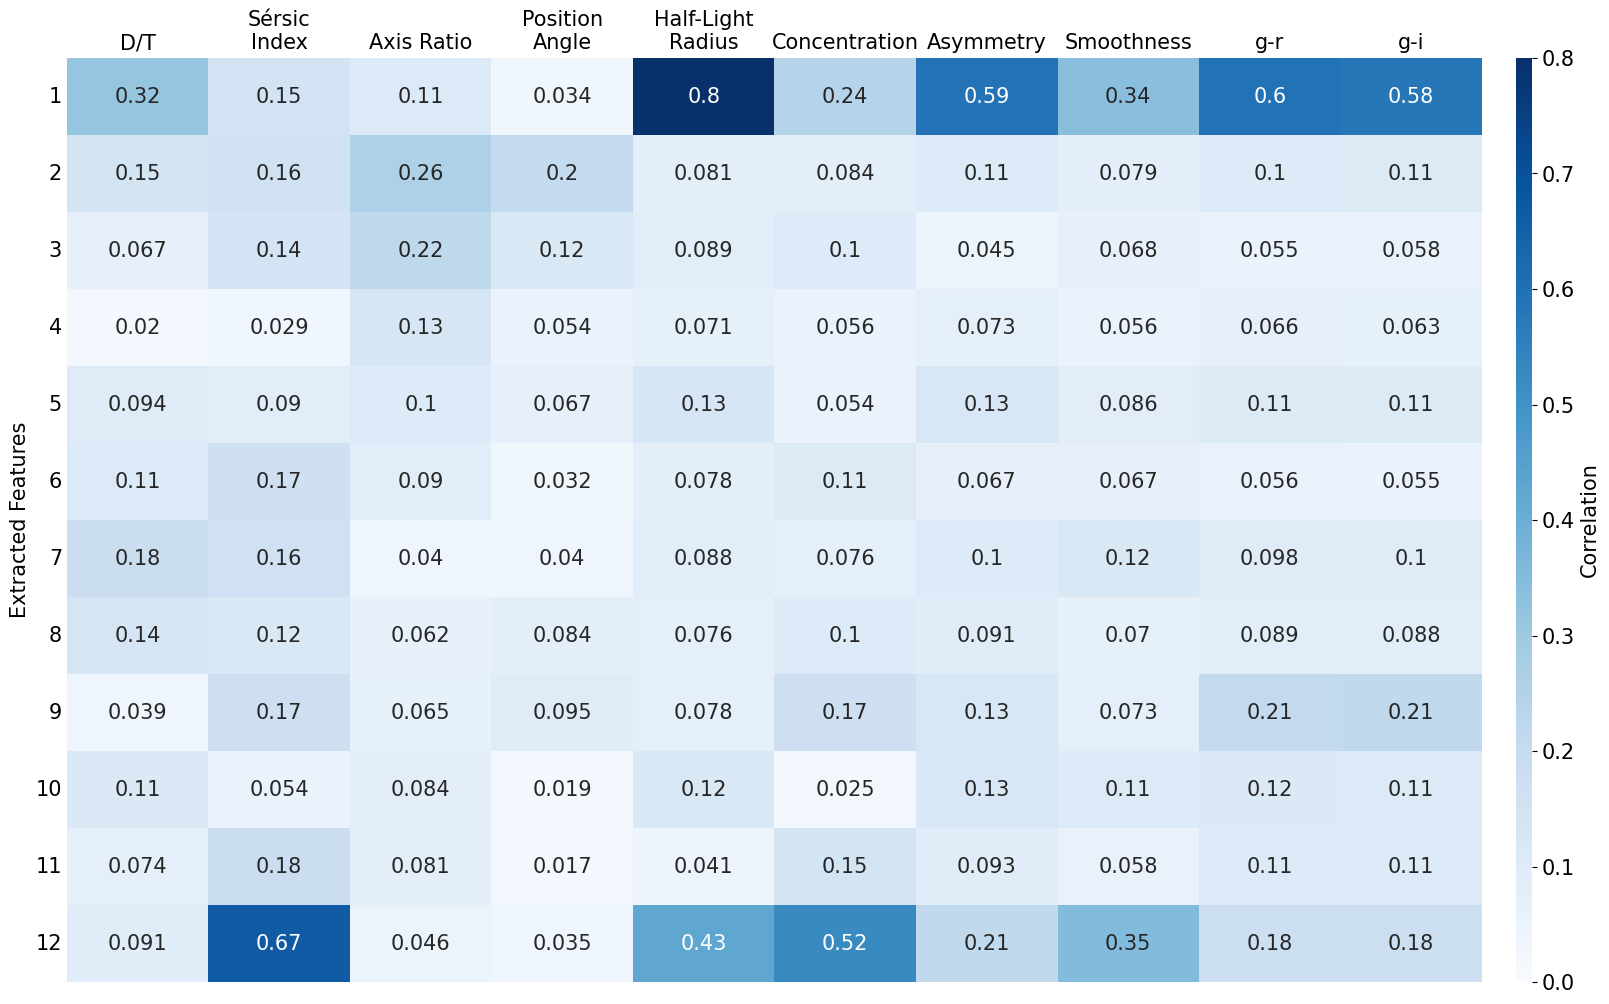 Sérsic Position Half-Light
D/T Index Axis Ratio Angle Radius Concentration Asymmetry Smoothness g-r g-i
1 0.32 0.15 0.11 0.034 0.8 0.24 0.59 0.34 0.6 0.58
2 0.15 0.16 0.26 0.2 0.081 0.084 0.11 0.079 0.1 0.11
3 0.067 0.14 0.22 0.12 0.089 0.1 0.045 0.068 0.055 0.058
4 0.02 0.029 0.13 0.054 0.071 0.056 0.073 0.056 0.066 0.063
5 0.094 0.09 0.1 0.067 0.13 0.054 0.13 0.086 0.11 0.11
6 0.11 0.17 0.09 0.032 0.078 0.11 0.067 0.067 0.056 0.055
7 0.18 0.16 0.04 0.04 0.088 0.076 0.1 0.12 0.098 0.1
8 0.14 0.12 0.062 0.084 0.076 0.1 0.091 0.07 0.089 0.088
9 0.039 0.17 0.065 0.095 0.078 0.17 0.13 0.073 0.21 0.21
10 0.11 0.054 0.084 0.019 0.12 0.025 0.13 0.11 0.12 0.11
11 0.074 0.18 0.081 0.017 0.041 0.15 0.093 0.058 0.11 0.11
12 0.091 0.67 0.046 0.035 0.43 0.52 0.21 0.35 0.18 0.18
Extracted Features
0.8
0.7
0.6
0.5
0.4
0.3
0.2
0.1
0.0
Correlation